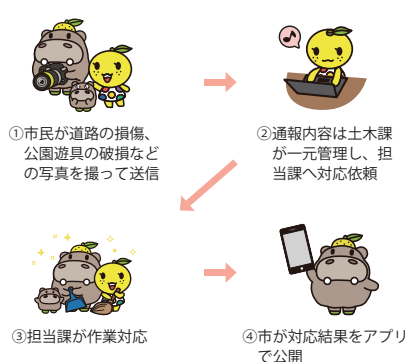 ①市民が道路の損傷、
公園遊具の破損など
の写真を撮って送信
②通報内容は土木課
が一元管理し、担
当課へ対応依頼
③担当課が作業対応
④市が対応結果をアプリ
で公開